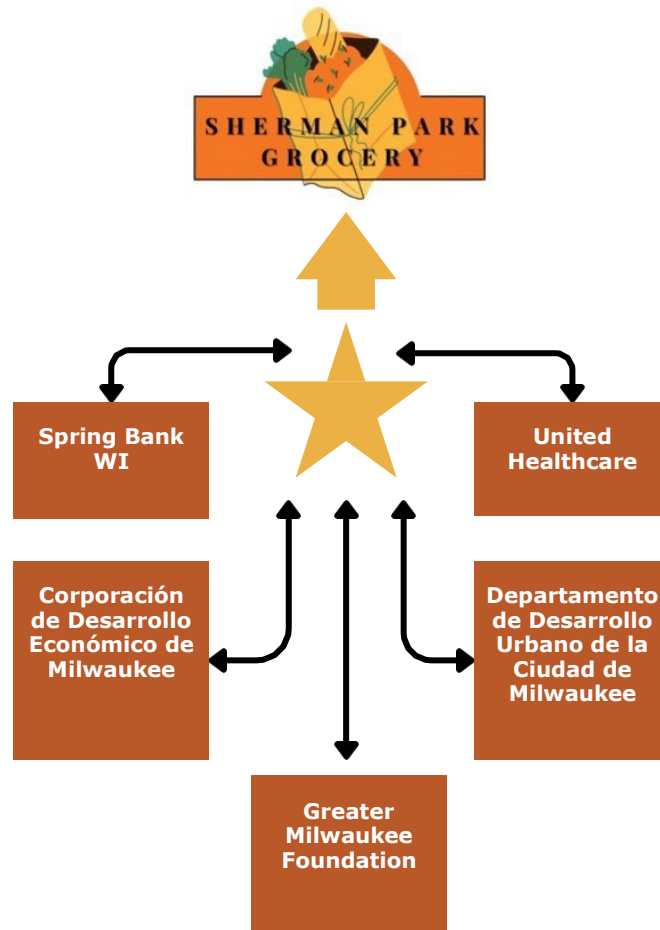 SHERMAN PARK
GROCERY
Spring Bank
WI
United
Healthcare
Corporación
de Desarrollo
Económico de
Milwaukee
Departamento
de Desarrollo
Urbano de la
Ciudad de
Milwaukee
Greater
Milwaukee
Foundation